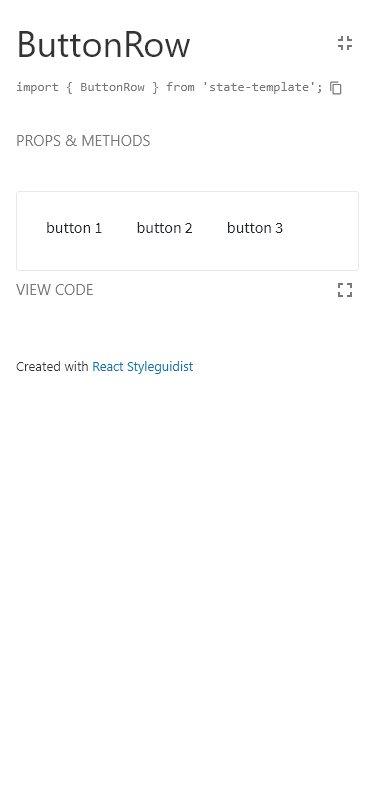 ButtonRow
import { ButtonRow } from 'state-template';
PROPS & METHODS
button 1 button 2 button 3
VIEW CODE
Created with React Styleguidist